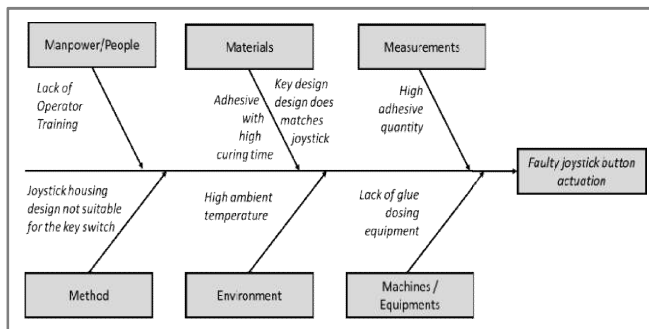 Manpower/People
Materials
Measurements
Lack of
Operator
Training
Adhesive
with
high
curing time
Key design
design does
matches
joystick
High
adhesive
quantity
Faulty joystick button
actuation
Joystick housing
design not suitable
for the key switch
High ambient
temperature
Lack of glue
dosing
equipment
Method
Environment
Machines /
Equipments